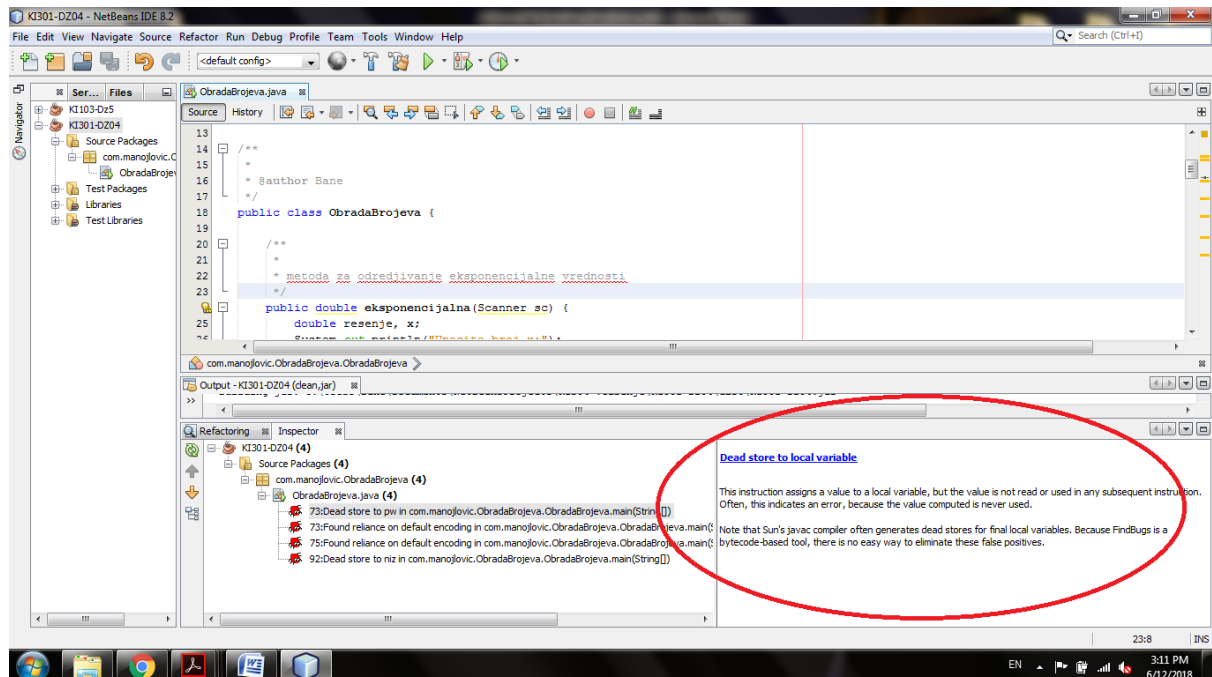 KI301-DZ04 - NetBeans IDE 8.2
File Edit View Navigate Source Refactor Run Debug Profile Team Tools Window Help
Search (Ctrl+I)
<default config>
Ser... Files
ObradaBrojeva.java
Navigator
KI103-Dz5
KI301-DZ04
Source Packages
com.manojlovic.O
ObradaBrojev
Test Packages
Libraries
Test Libraries
Source History
13
14 /**
15 *
16 * @author Bane
17 */
18 public class ObradaBrojeva {
19
20 /**
21 *
22 * metoda za odredjivanje eksponencijalne vrednosti
23 */
public double eksponencijalna(Scanner sc) {
25 double resenje, x;
26 System.out.println("Unesite broj x:");
com.manojlovic.ObradaBrojeva.ObradaBrojeva
Output - KI301-DZ04 (clean,jar)
Refactoring Inspector
KI301-DZ04 (4)
Source Packages (4)
com.manojlovic.ObradaBrojeva (4)
ObradaBrojeva.java (4)
73:Dead store to pw in com.manojlovic.ObradaBrojeva.ObradaBrojeva.main(String[])
73:Found reliance on default encoding in com.manojlovic.ObradaBrojeva.ObradaBrojeva.main(S
75:Found reliance on default encoding in com.manojlovic.ObradaBrojeva.ObradaBrojeva.main(S
92:Dead store to niz in com.manojlovic.ObradaBrojeva.ObradaBrojeva.main(String[])
Dead store to local variable
This instruction assigns a value to a local variable, but the value is not read or used in any subsequent instruction.
Often, this indicates an error, because the value computed is never used.
Note that Sun's javac compiler often generates dead stores for final local variables. Because FindBugs is a
bytecode-based tool, there is no easy way to eliminate these false positives.
23:8 INS
EN 3:11 PM
6/12/2018